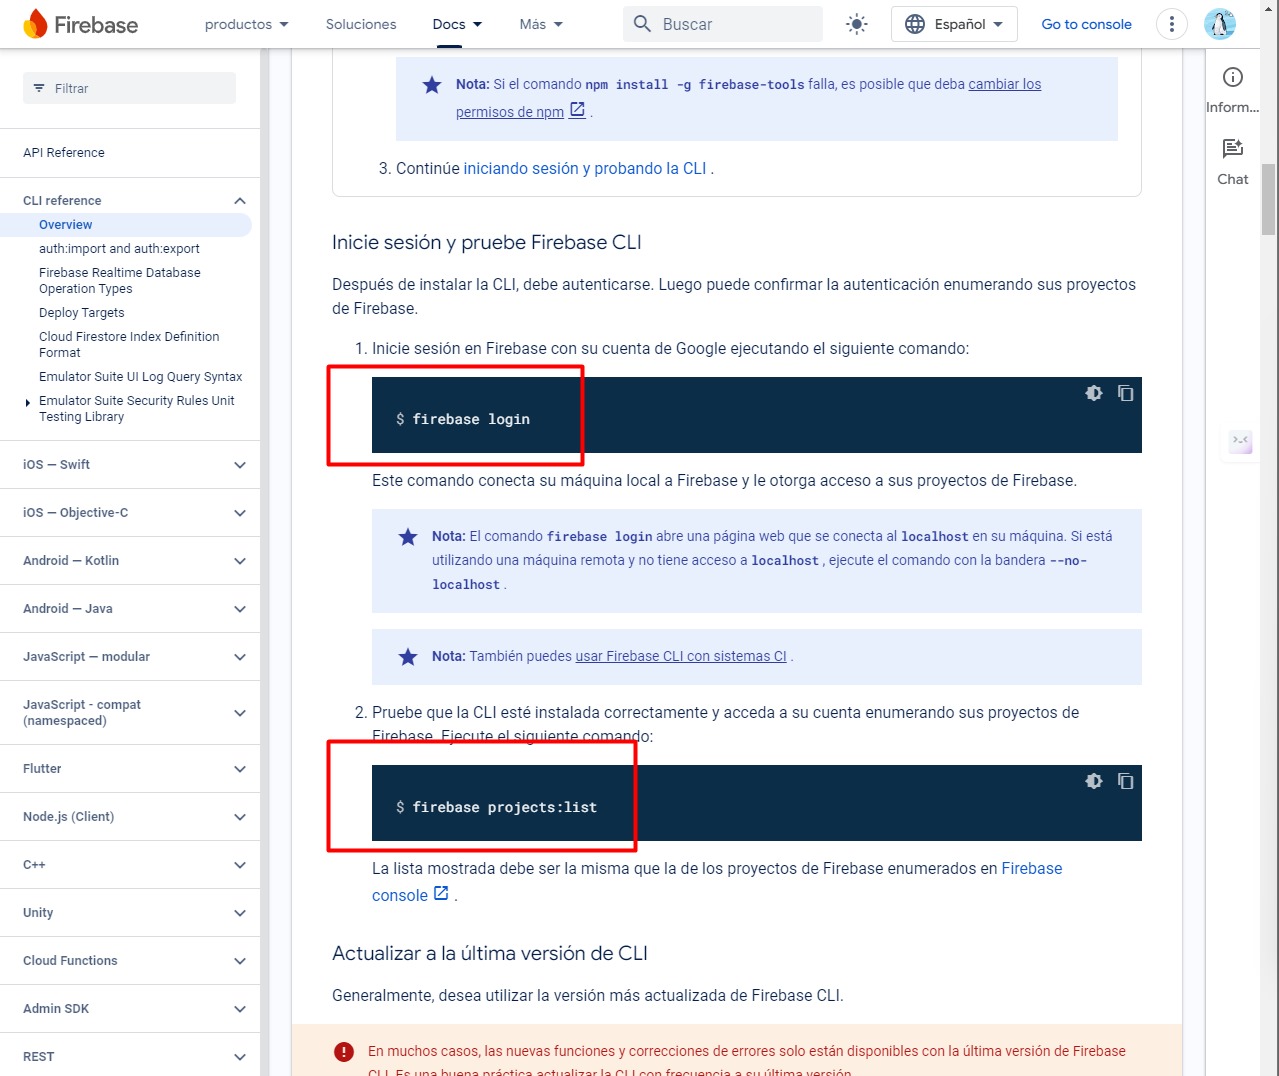 Firebase
productos
Soluciones
Docs
Más
Buscar
Español
Go to console
Filtrar
API Reference
CLI reference
Overview
auth:import and auth:export
Firebase Realtime Database
Operation Types
Deploy Targets
Cloud Firestore Index Definition
Format
Emulator Suite UI Log Query Syntax
Emulator Suite Security Rules Unit
Testing Library
iOS — Swift
iOS — Objective-C
Android — Kotlin
Android — Java
JavaScript — modular
JavaScript - compat
(namespaced)
Flutter
Node.js (Client)
C++
Unity
Cloud Functions
Admin SDK
REST
Nota: Si el comando npm install -g firebase-tools falla, es posible que deba cambiar los
permisos de npm .
3. Continúe iniciando sesión y probando la CLI .
Inicie sesión y pruebe Firebase CLI
Después de instalar la CLI, debe autenticarse. Luego puede confirmar la autenticación enumerando sus proyectos
de Firebase.
1. Inicie sesión en Firebase con su cuenta de Google ejecutando el siguiente comando:
$ firebase login
Este comando conecta su máquina local a Firebase y le otorga acceso a sus proyectos de Firebase.
Nota: El comando firebase login abre una página web que se conecta al localhost en su máquina. Si está
utilizando una máquina remota y no tiene acceso a localhost , ejecute el comando con la bandera --no-
localhost .
Nota: También puedes usar Firebase CLI con sistemas CI .
2. Pruebe que la CLI esté instalada correctamente y acceda a su cuenta enumerando sus proyectos de
Firebase. Ejecute el siguiente comando:
$ firebase projects:list
La lista mostrada debe ser la misma que la de los proyectos de Firebase enumerados en Firebase
console .
Actualizar a la última versión de CLI
Generalmente, desea utilizar la versión más actualizada de Firebase CLI.
En muchos casos, las nuevas funciones y correcciones de errores solo están disponibles con la última versión de Firebase
CLI. Es una buena práctica actualizar la CLI con frecuencia a su última versión.
Inform...
Chat